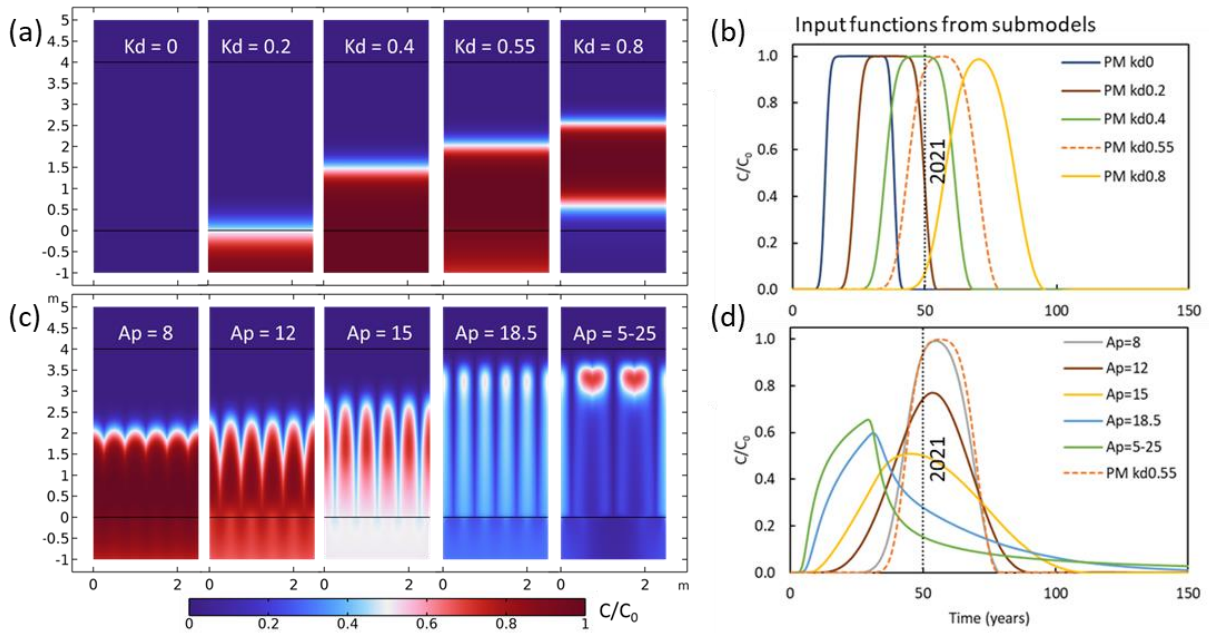 (a)
Kd = 0
Kd = 0.2
Kd = 0.4
Kd = 0.55
Kd = 0.8
5
4.5
4
3.5
3
2.5
2
1.5
1
0.5
0
-0.5
-1
(b)
Input functions from submodels
C/C0
1.0
0.8
0.6
0.4
0.2
0.0
0
50
100
150
2021
PM kd0
PM kd0.2
PM kd0.4
PM kd0.55
PM kd0.8
(c)
m
Ap = 8
Ap = 12
Ap = 15
Ap = 18.5
Ap = 5-25
5
4.5
4
3.5
3
2.5
2
1.5
1
0.5
0
-0.5
-1
0 2 0 2 0 2 0 2 0 2 m
0 0.2 0.4 0.6 0.8 1
C/C0
(d)
C/C0
1.0
0.8
0.6
0.4
0.2
0.0
0 50 100 150
Time (years)
2021
Ap=8
Ap=12
Ap=15
Ap=18.5
Ap=5-25
PM kd0.55